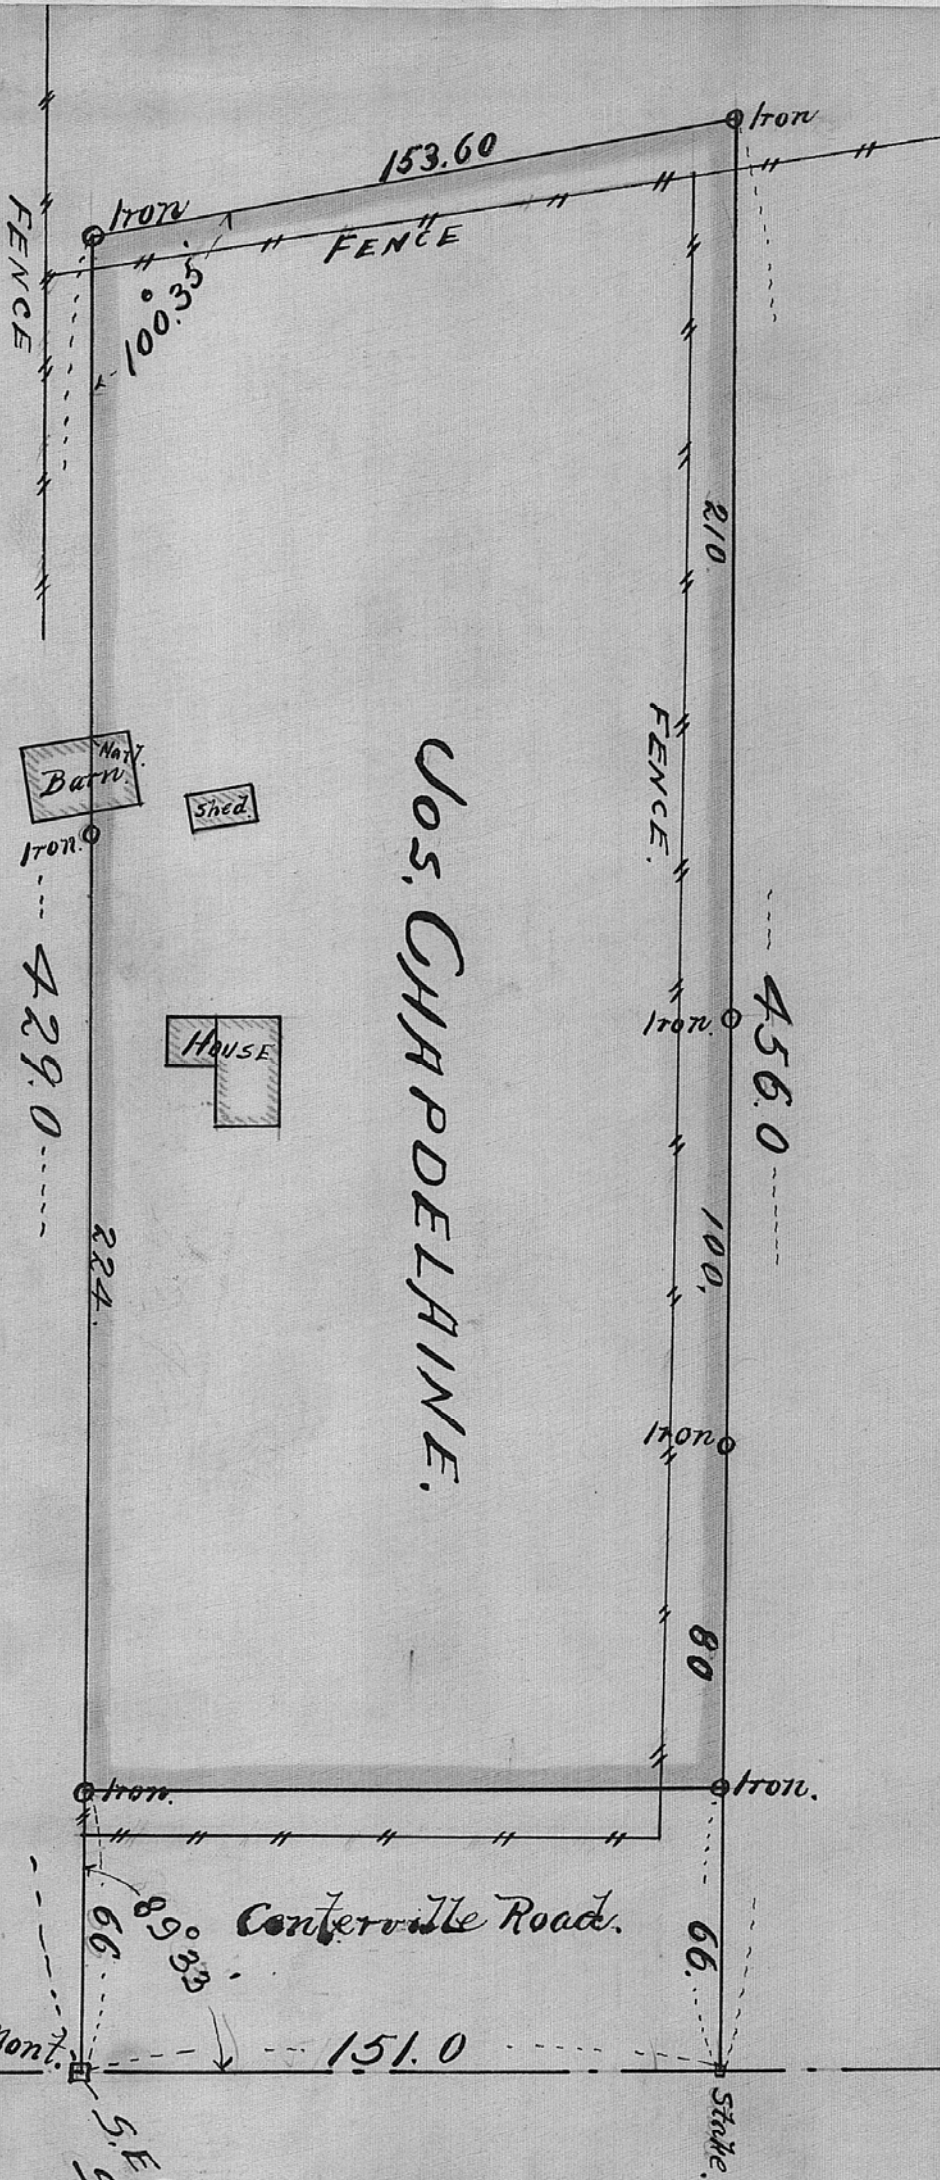 Iron
153.60
Iron
FENCE
FENCE
100.°35'
210.
FENCE.
Barn.
Shed.
Iron.
Jos. CHAPDELAINE.
429.0
HOUSE
Iron.
456.0
224.
100,
Iron
80
Iron.
Iron.
66
89°33
Centerville Road.
66.
Mont.
151.0
Stake.
S.E